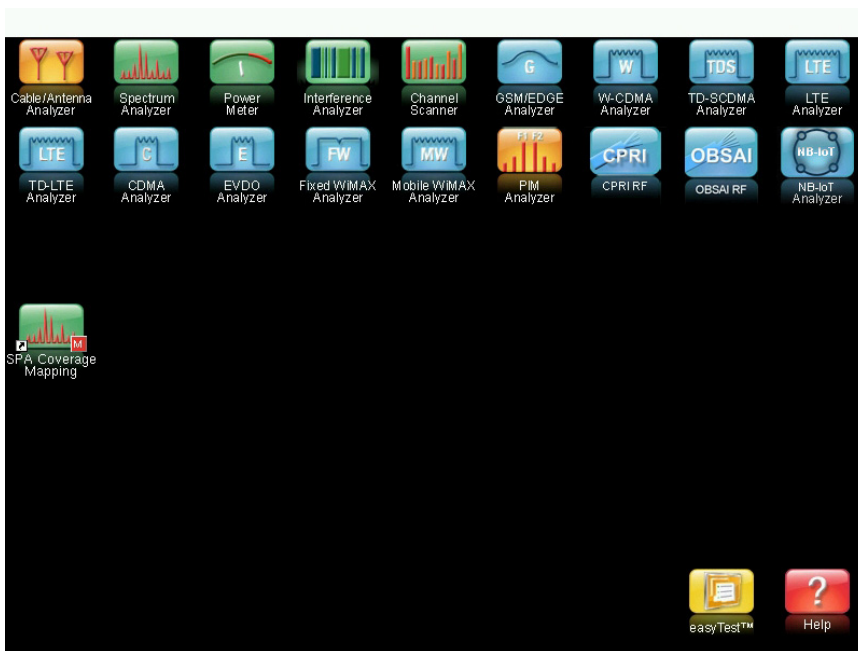 Cable/Antenna
Analyzer
Spectrum
Analyzer
Power
Meter
Interference
Analyzer
Channel
Scanner
G
GSM/EDGE
Analyzer
W
W-CDMA
Analyzer
TDS
TD-SCDMA
Analyzer
LTE
LTE
Analyzer
LTE
TD-LTE
Analyzer
C
CDMA
Analyzer
E
EVDO
Analyzer
FW
Fixed WiMAX
Analyzer
MW
Mobile WiMAX
Analyzer
F1 F2
PIM
Analyzer
CPRI
CPRI RF
OBSAI
OBSAI RF
NB-IoT
NB-IoT
Analyzer
M
SPA Coverage
Mapping
easyTest™
?
Help